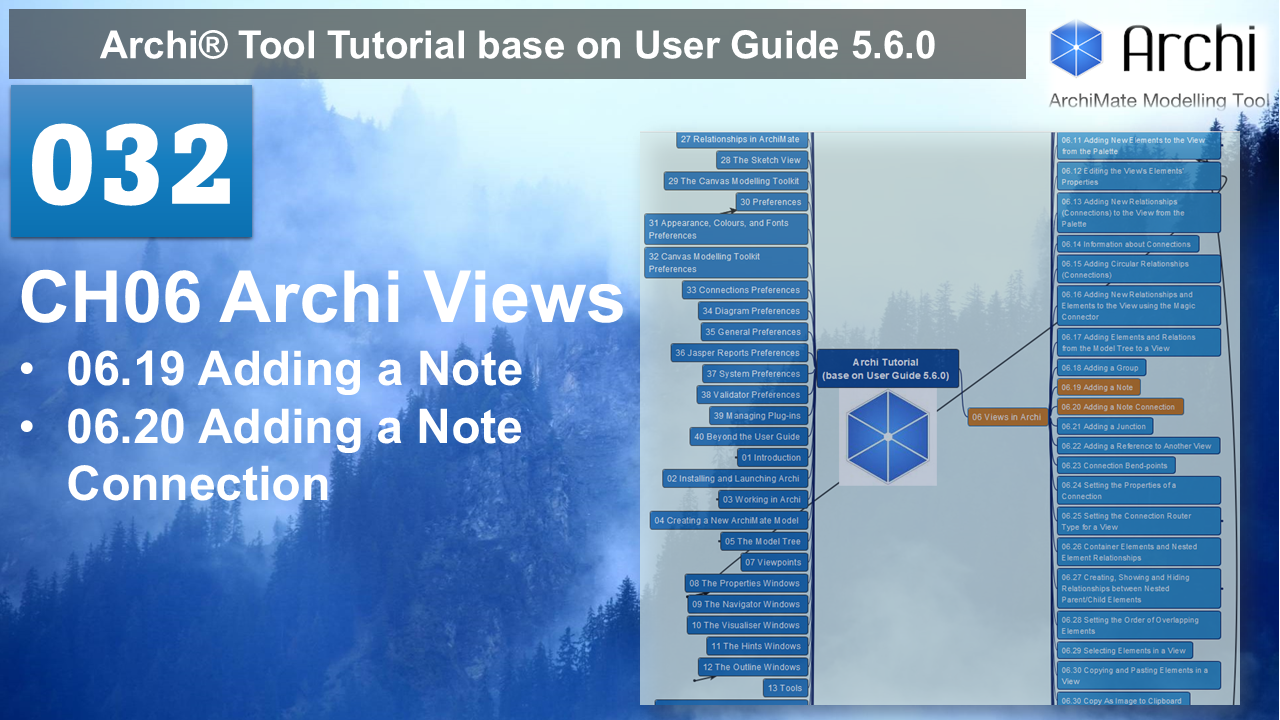 Archi® Tool Tutorial base on User Guide 5.6.0
Archi
ArchiMate Modelling Tool
032
CH06 Archi Views
• 06.19 Adding a Note
• 06.20 Adding a Note
Connection
27 Relationships in ArchiMate
28 The Sketch View
29 The Canvas Modelling Toolkit
30 Preferences
31 Appearance, Colours, and Fonts
Preferences
32 Canvas Modelling Toolkit
Preferences
33 Connections Preferences
34 Diagram Preferences
35 General Preferences
36 Jasper Reports Preferences
37 System Preferences
38 Validator Preferences
39 Managing Plug-ins
40 Beyond the User Guide
01 Introduction
02 Installing and Launching Archi
03 Working in Archi
04 Creating a New ArchiMate Model
05 The Model Tree
07 Viewpoints
08 The Properties Windows
09 The Navigator Windows
10 The Visualiser Windows
11 The Hints Windows
12 The Outline Windows
13 Tools
Archi Tutorial
(base on User Guide 5.6.0)
06 Views in Archi
06.11 Adding New Elements to the View
from the Palette
06.12 Editing the View's Elements'
Properties
06.13 Adding New Relationships
(Connections) to the View from the
Palette
06.14 Information about Connections
06.15 Adding Circular Relationships
(Connections)
06.16 Adding New Relationships and
Elements to the View using the Magic
Connector
06.17 Adding Elements and Relations
from the Model Tree to a View
06.18 Adding a Group
06.19 Adding a Note
06.20 Adding a Note Connection
06.21 Adding a Junction
06.22 Adding a Reference to Another View
06.23 Connection Bend-points
06.24 Setting the Properties of a
Connection
06.25 Setting the Connection Router
Type for a View
06.26 Container Elements and Nested
Element Relationships
06.27 Creating, Showing and Hiding
Relationships between Nested
Parent/Child Elements
06.28 Setting the Order of Overlapping
Elements
06.29 Selecting Elements in a View
06.30 Copying and Pasting Elements in a
View
06.30 Copy As Image to Clipboard